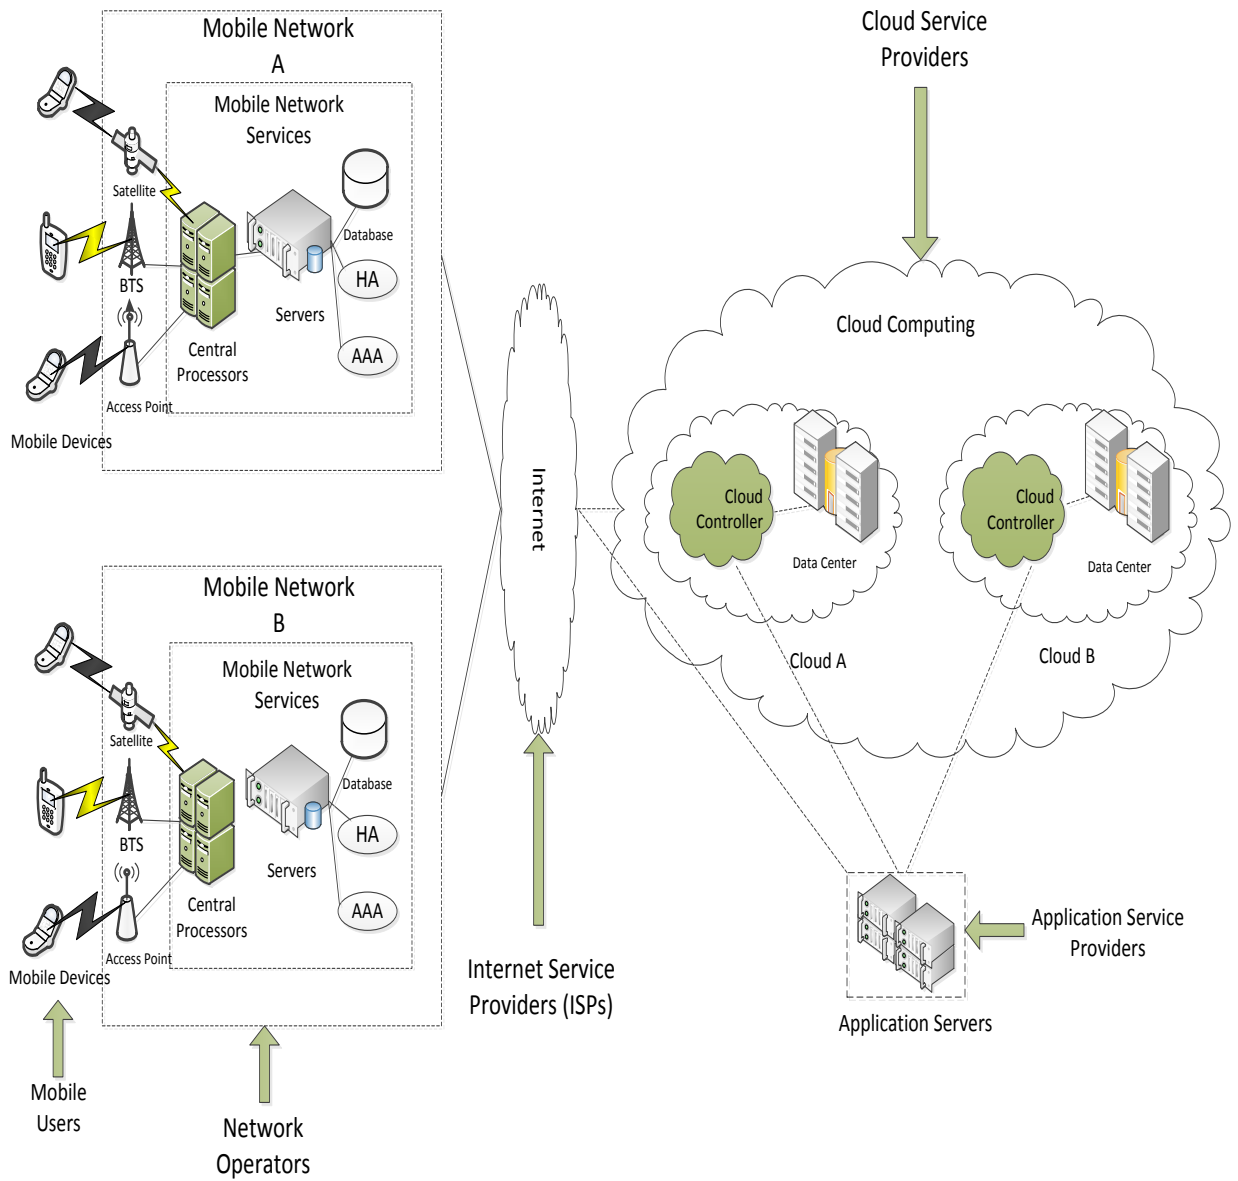 Mobile Network
A
Mobile Network
Services
Satellite
BTS
Access Point
Mobile Devices
Central
Processors
Servers
Database
HA
AAA
Mobile Network
B
Mobile Network
Services
Satellite
BTS
Access Point
Mobile Devices
Central
Processors
Servers
Database
HA
AAA
Mobile
Users
Network
Operators
Internet
Internet Service
Providers (ISPs)
Cloud Service
Providers
Cloud Computing
Cloud
Controller
Data Center
Cloud A
Cloud
Controller
Data Center
Cloud B
Application Service
Providers
Application Servers